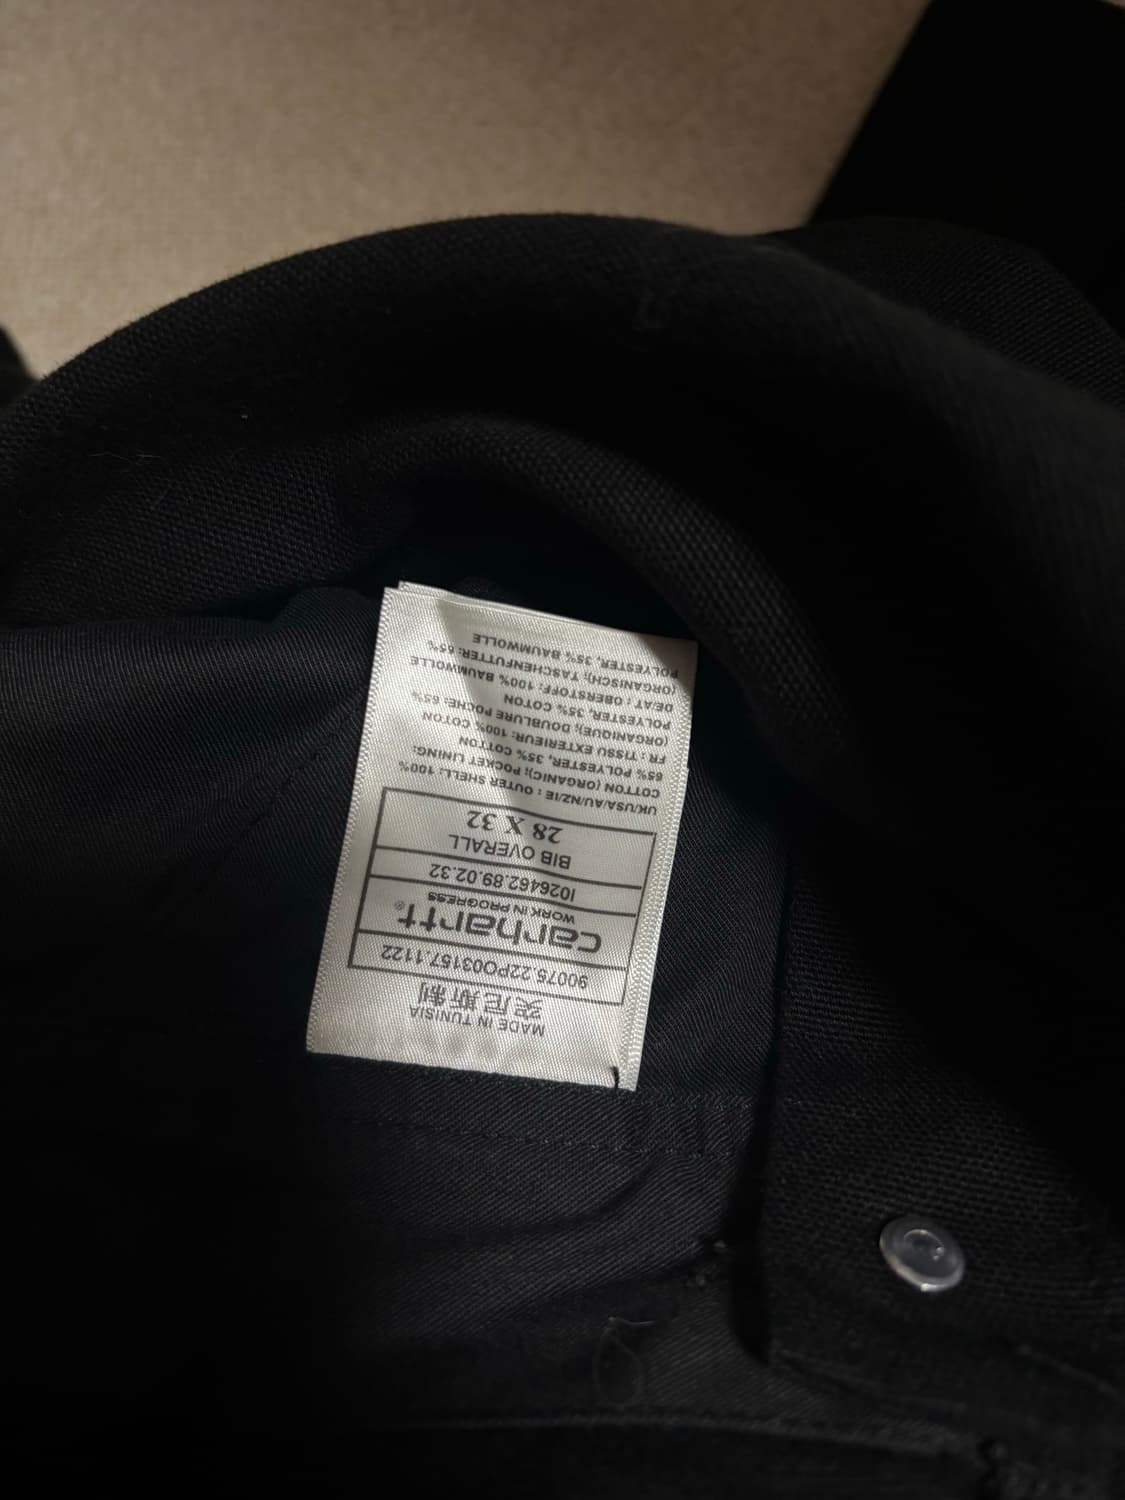 MADE IN TUNISIA
突尼斯制
90075.22PO03157.1122
carhartt®
WORK IN PROGRESS
I026462.89.02.32
BIB OVERALL
28 X 32
UK/USA/AU/NZ/IE : OUTER SHELL: 100%
COTTON (ORGANIC); POCKET LINING:
65% POLYESTER, 35% COTTON
FR : TISSU EXTERIEUR: 100% COTON
(ORGANIQUE); DOUBLURE POCHE: 65%
POLYESTER, 35% COTON
DE/AT : OBERSTOFF: 100% BAUMWOLLE
(ORGANISCH); TASCHENFUTTER: 65%
POLYESTER, 35% BAUMWOLLE